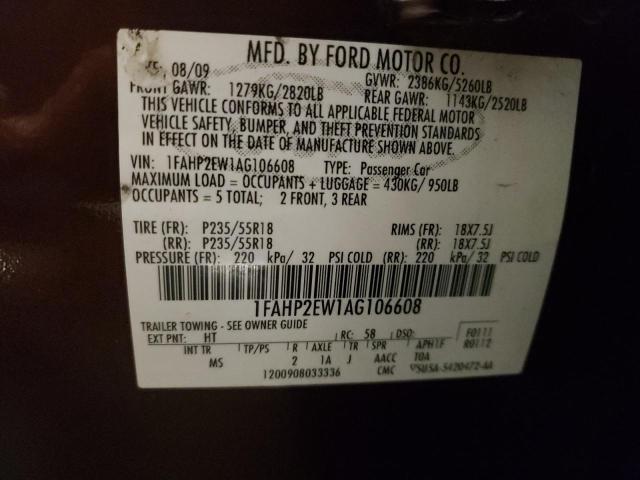 MFD. BY FORD MOTOR CO.
08/09 GVWR: 2386KG/5260LB
FRONT GAWR: 1279KG/2820LB REAR GAWR: 1143KG/2520LB
THIS VEHICLE CONFORMS TO ALL APPLICABLE FEDERAL MOTOR
VEHICLE SAFETY, BUMPER, AND THEFT PREVENTION STANDARDS
IN EFFECT ON THE DATE OF MANUFACTURE SHOWN ABOVE.
VIN: 1FAHP2EW1AG106608 TYPE: Passenger Car
MAXIMUM LOAD = OCCUPANTS + LUGGAGE = 430KG/ 950LB
OCCUPANTS = 5 TOTAL; 2 FRONT, 3 REAR
TIRE (FR): P235/55R18 RIMS (FR): 18X7.5J
(RR): P235/55R18 (RR): 18X7.5J
PRESSURE (FR): 220 kPa/ 32 PSI COLD (RR): 220 kPa/ 32 PSI COLD
1FAHP2EW1AG106608
TRAILER TOWING - SEE OWNER GUIDE
EXT PNT: HT RC: 58 DSO: F0111
INT TR TP/PS R AXLE TR SPR R0112
MS 2 1A J AACC 10A
1200908033336 CMC